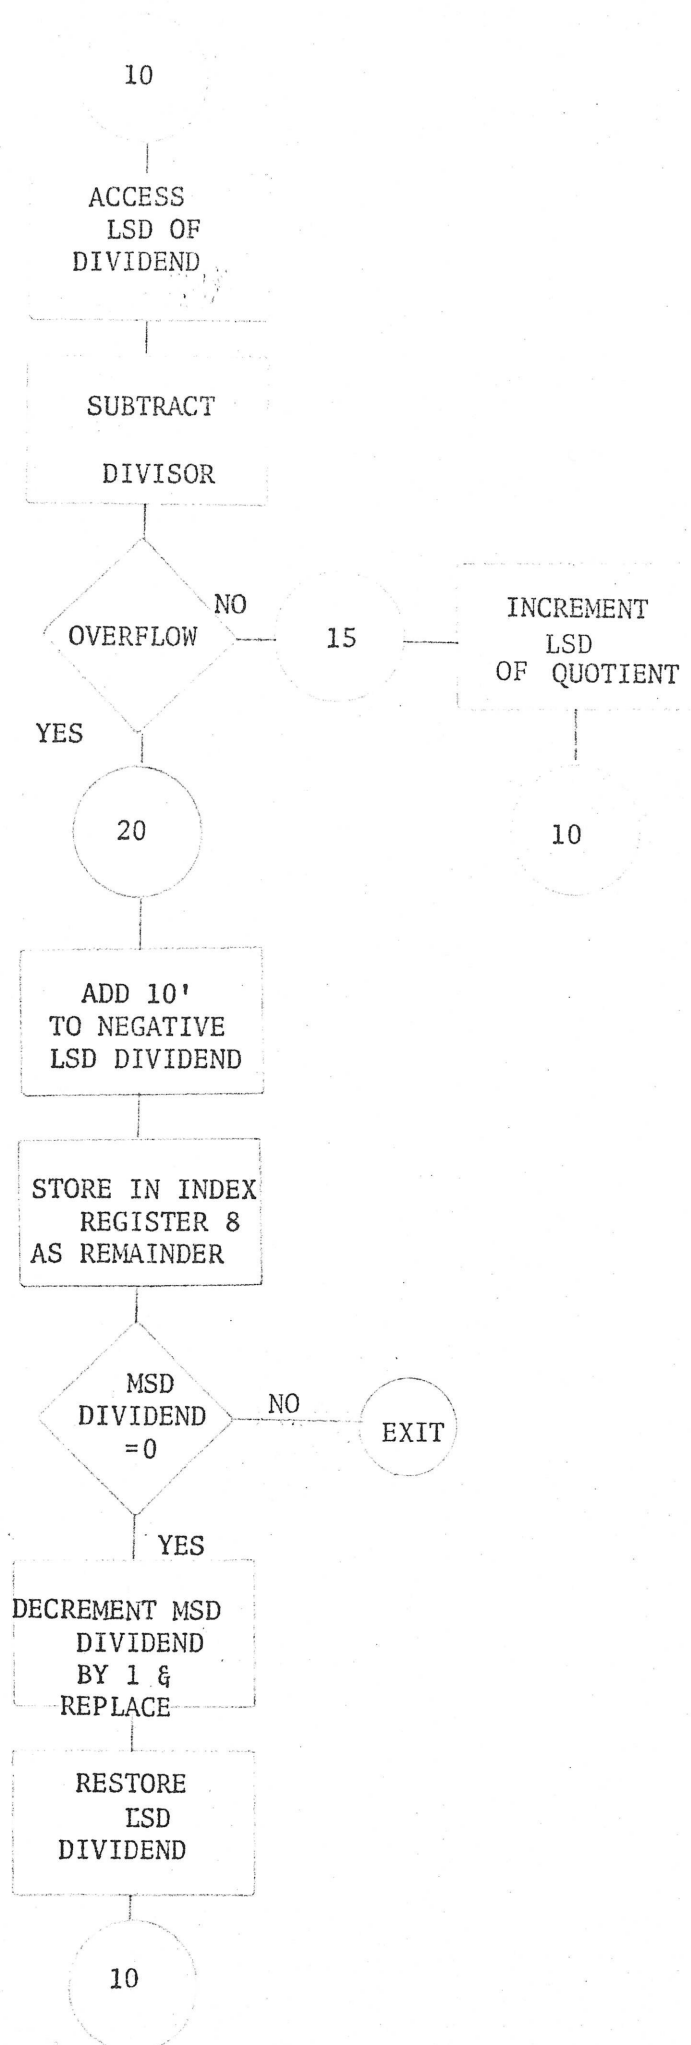 10
ACCESS
LSD OF
DIVIDEND
SUBTRACT
DIVISOR
OVERFLOW
NO
15
INCREMENT
LSD
OF QUOTIENT
10
YES
20
ADD 10'
TO NEGATIVE
LSD DIVIDEND
STORE IN INDEX
REGISTER 8
AS REMAINDER
MSD
DIVIDEND
=0
NO
EXIT
YES
DECREMENT MSD
DIVIDEND
BY 1 &
REPLACE
RESTORE
LSD
DIVIDEND
10